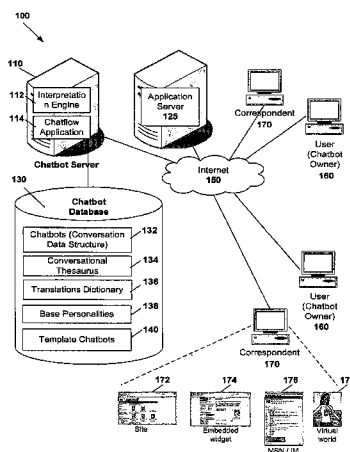 100
110
112
Interpretatio
n Engine
114
Chatflow
Application
Chatbot Server
Application
Server
125
Correspondent
170
User
(Chatbot
Owner)
160
Internet
150
130
Chatbot
Database
Chatbots (Conversation
Data Structure)
132
Conversational
Thesaurus
134
Translations Dictionary
136
Base Personalities
138
Template Chatbots
140
User
(Chatbot
Owner)
160
Correspondent
170
172
174
176
17
Site
Embedded
widget
MSN / IM
Virtual
world